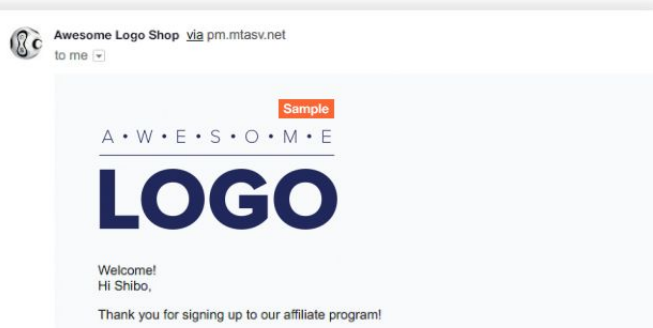 Awesome Logo Shop via pm.mtasv.net
to me
Sample
A•W•E•S•O•M•E
LOGO
Welcome!
Hi Shibo,
Thank you for signing up to our affiliate program!